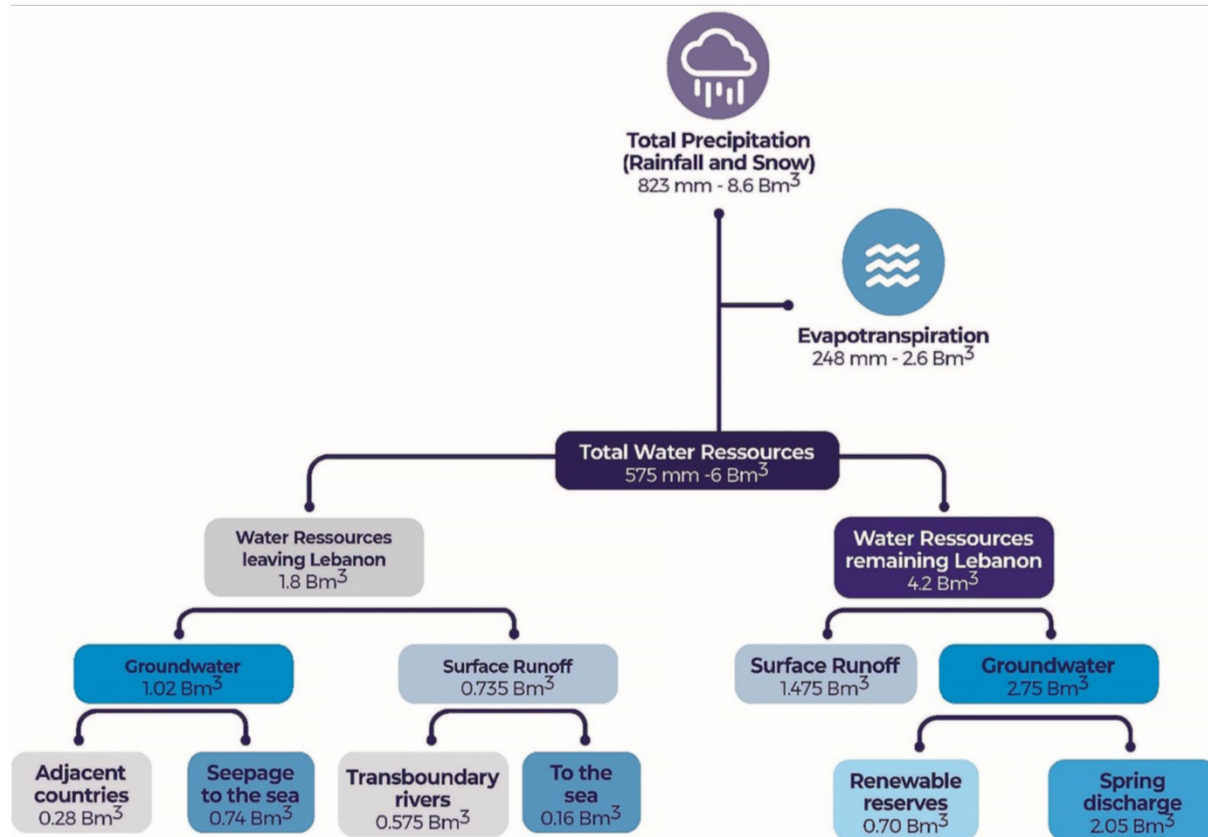 Total Precipitation
(Rainfall and Snow)
823 mm - 8.6 Bm³
Evapotranspiration
248 mm - 2.6 Bm³
Total Water Ressources
575 mm -6 Bm³
Water Ressources
leaving Lebanon
1.8 Bm³
Water Ressources
remaining Lebanon
4.2 Bm³
Groundwater
1.02 Bm³
Surface Runoff
0.735 Bm³
Surface Runoff
1.475 Bm³
Groundwater
2.75 Bm³
Adjacent
countries
0.28 Bm³
Seepage
to the sea
0.74 Bm³
Transboundary
rivers
0.575 Bm³
To the
sea
0.16 Bm³
Renewable
reserves
0.70 Bm³
Spring
discharge
2.05 Bm³